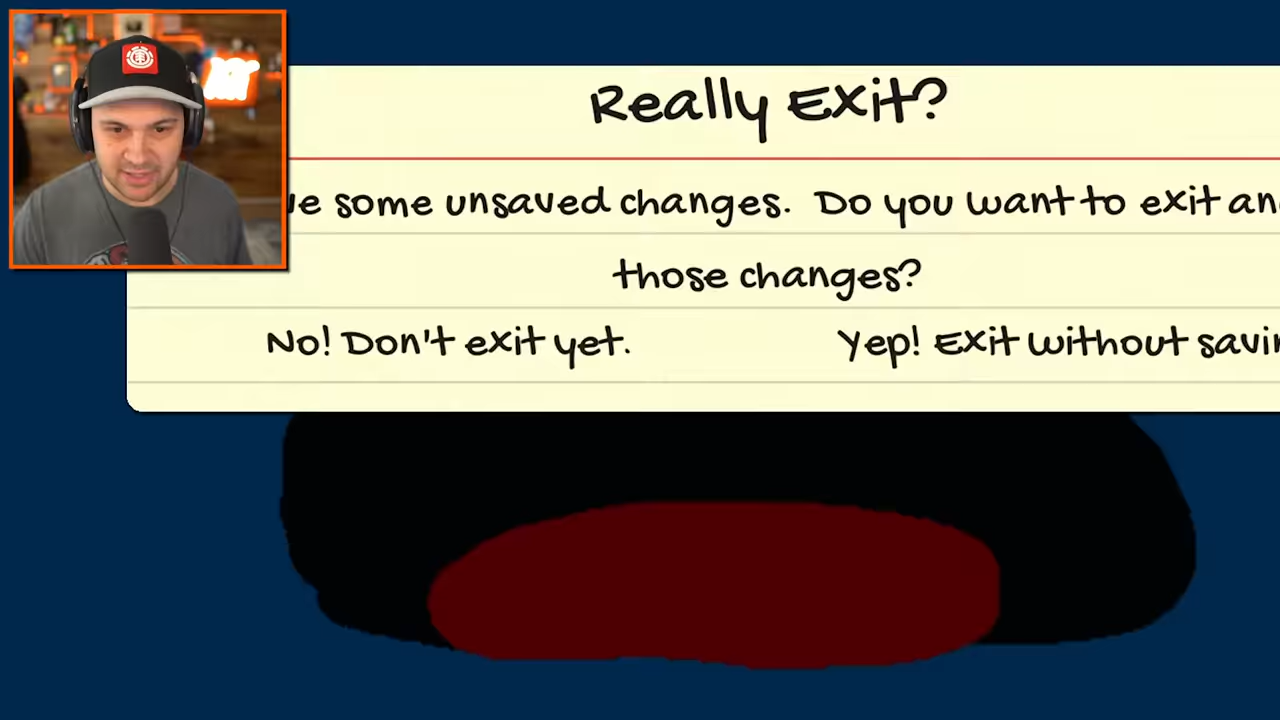 Really Exit?
some unsaved changes. Do you want to exit
those changes?
No! Don't exit yet.
Yep! Exit without